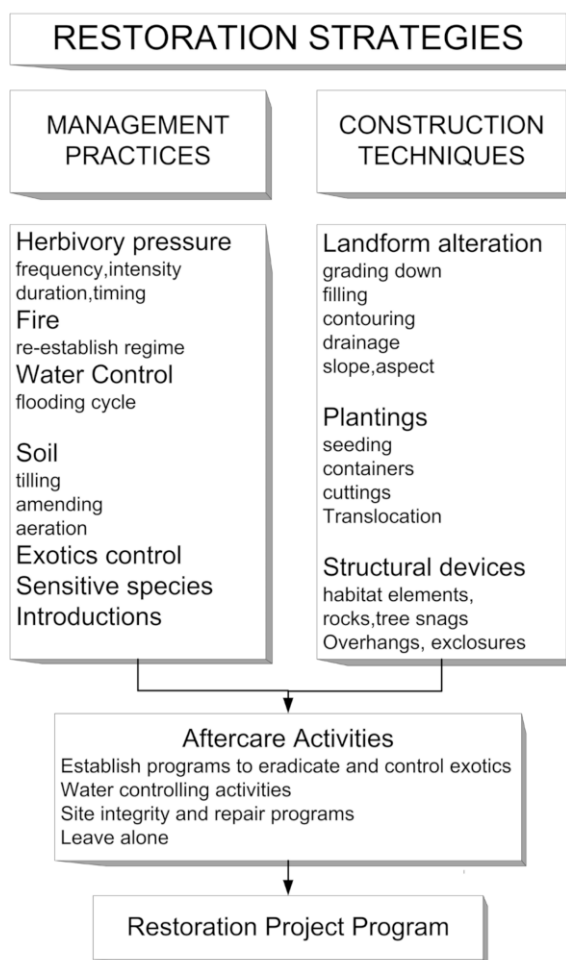 RESTORATION STRATEGIES
MANAGEMENT
PRACTICES
Herbivory pressure
frequency,intensity
duration,timing
Fire
re-establish regime
Water Control
flooding cycle
Soil
tilling
amending
aeration
Exotics control
Sensitive species
Introductions
CONSTRUCTION
TECHNIQUES
Landform alteration
grading down
filling
contouring
drainage
slope,aspect
Plantings
seeding
containers
cuttings
Translocation
Structural devices
habitat elements,
rocks,tree snags
Overhangs, exclosures
Aftercare Activities
Establish programs to eradicate and control exotics
Water controlling activities
Site integrity and repair programs
Leave alone
Restoration Project Program